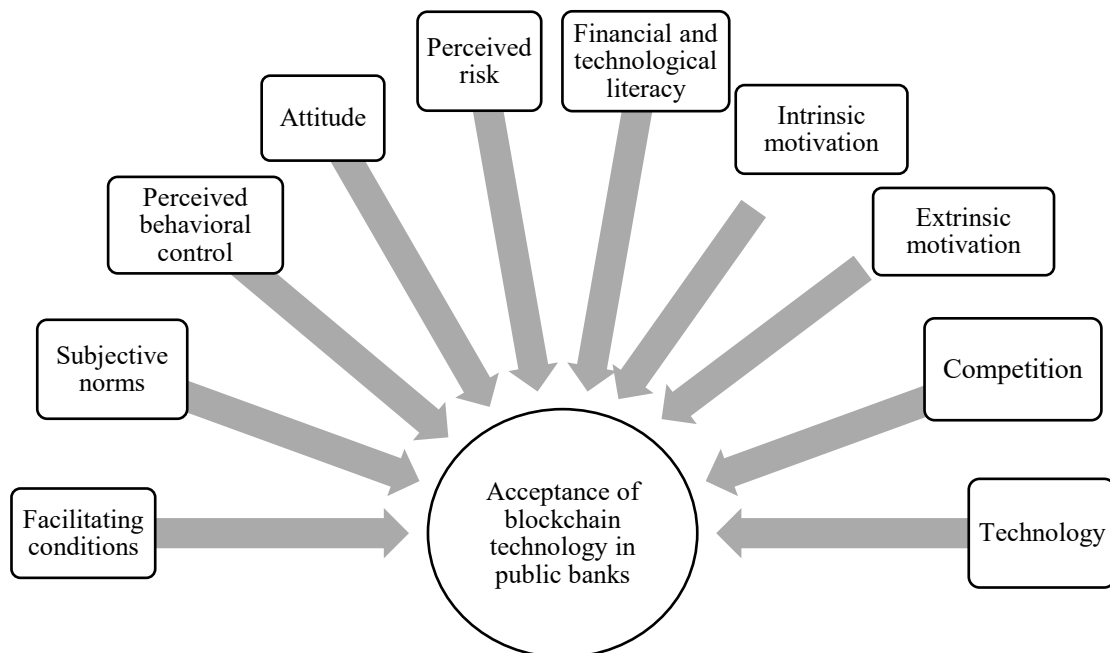 Perceived
risk
Financial and
technological
literacy
Attitude
Intrinsic
motivation
Perceived
behavioral
control
Extrinsic
motivation
Subjective
norms
Competition
Facilitating
conditions
Acceptance of
blockchain
technology in
public banks
Technology